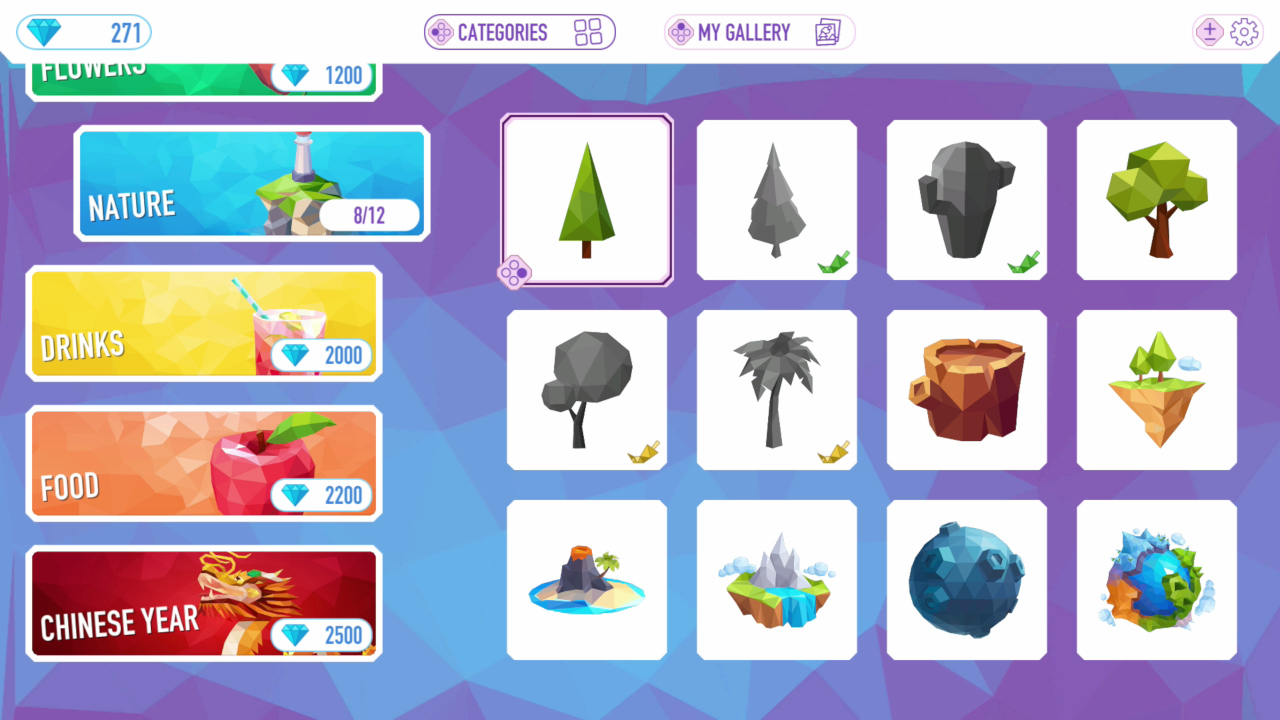 271
CATEGORIES
MY GALLERY
±
FLOWERS
1200
NATURE
8/12
DRINKS
2000
FOOD
2200
CHINESE YEAR
2500